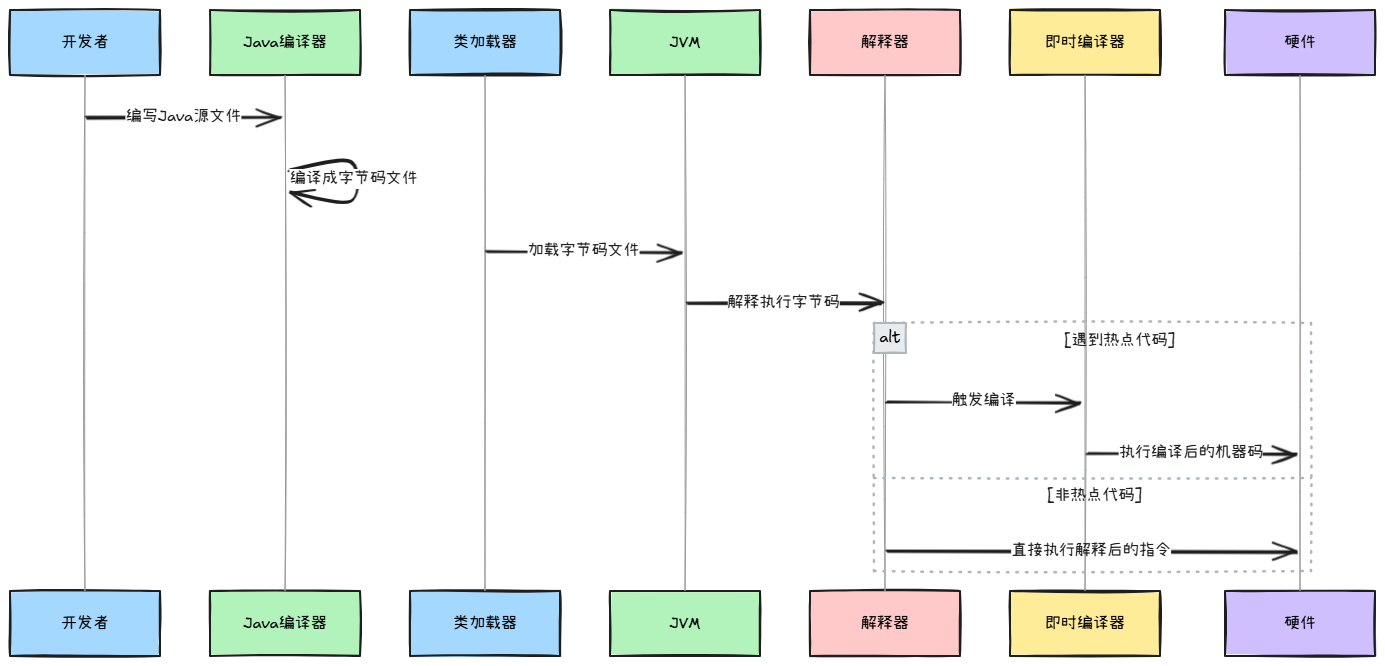 开发者
Java编译器
类加载器
JVM
解释器
即时编译器
硬件
编写Java源文件
编译成字节码文件
加载字节码文件
解释执行字节码
alt
[遇到热点代码]
触发编译
执行编译后的机器码
[非热点代码]
直接执行解释后的指令
开发者
Java编译器
类加载器
JVM
解释器
即时编译器
硬件